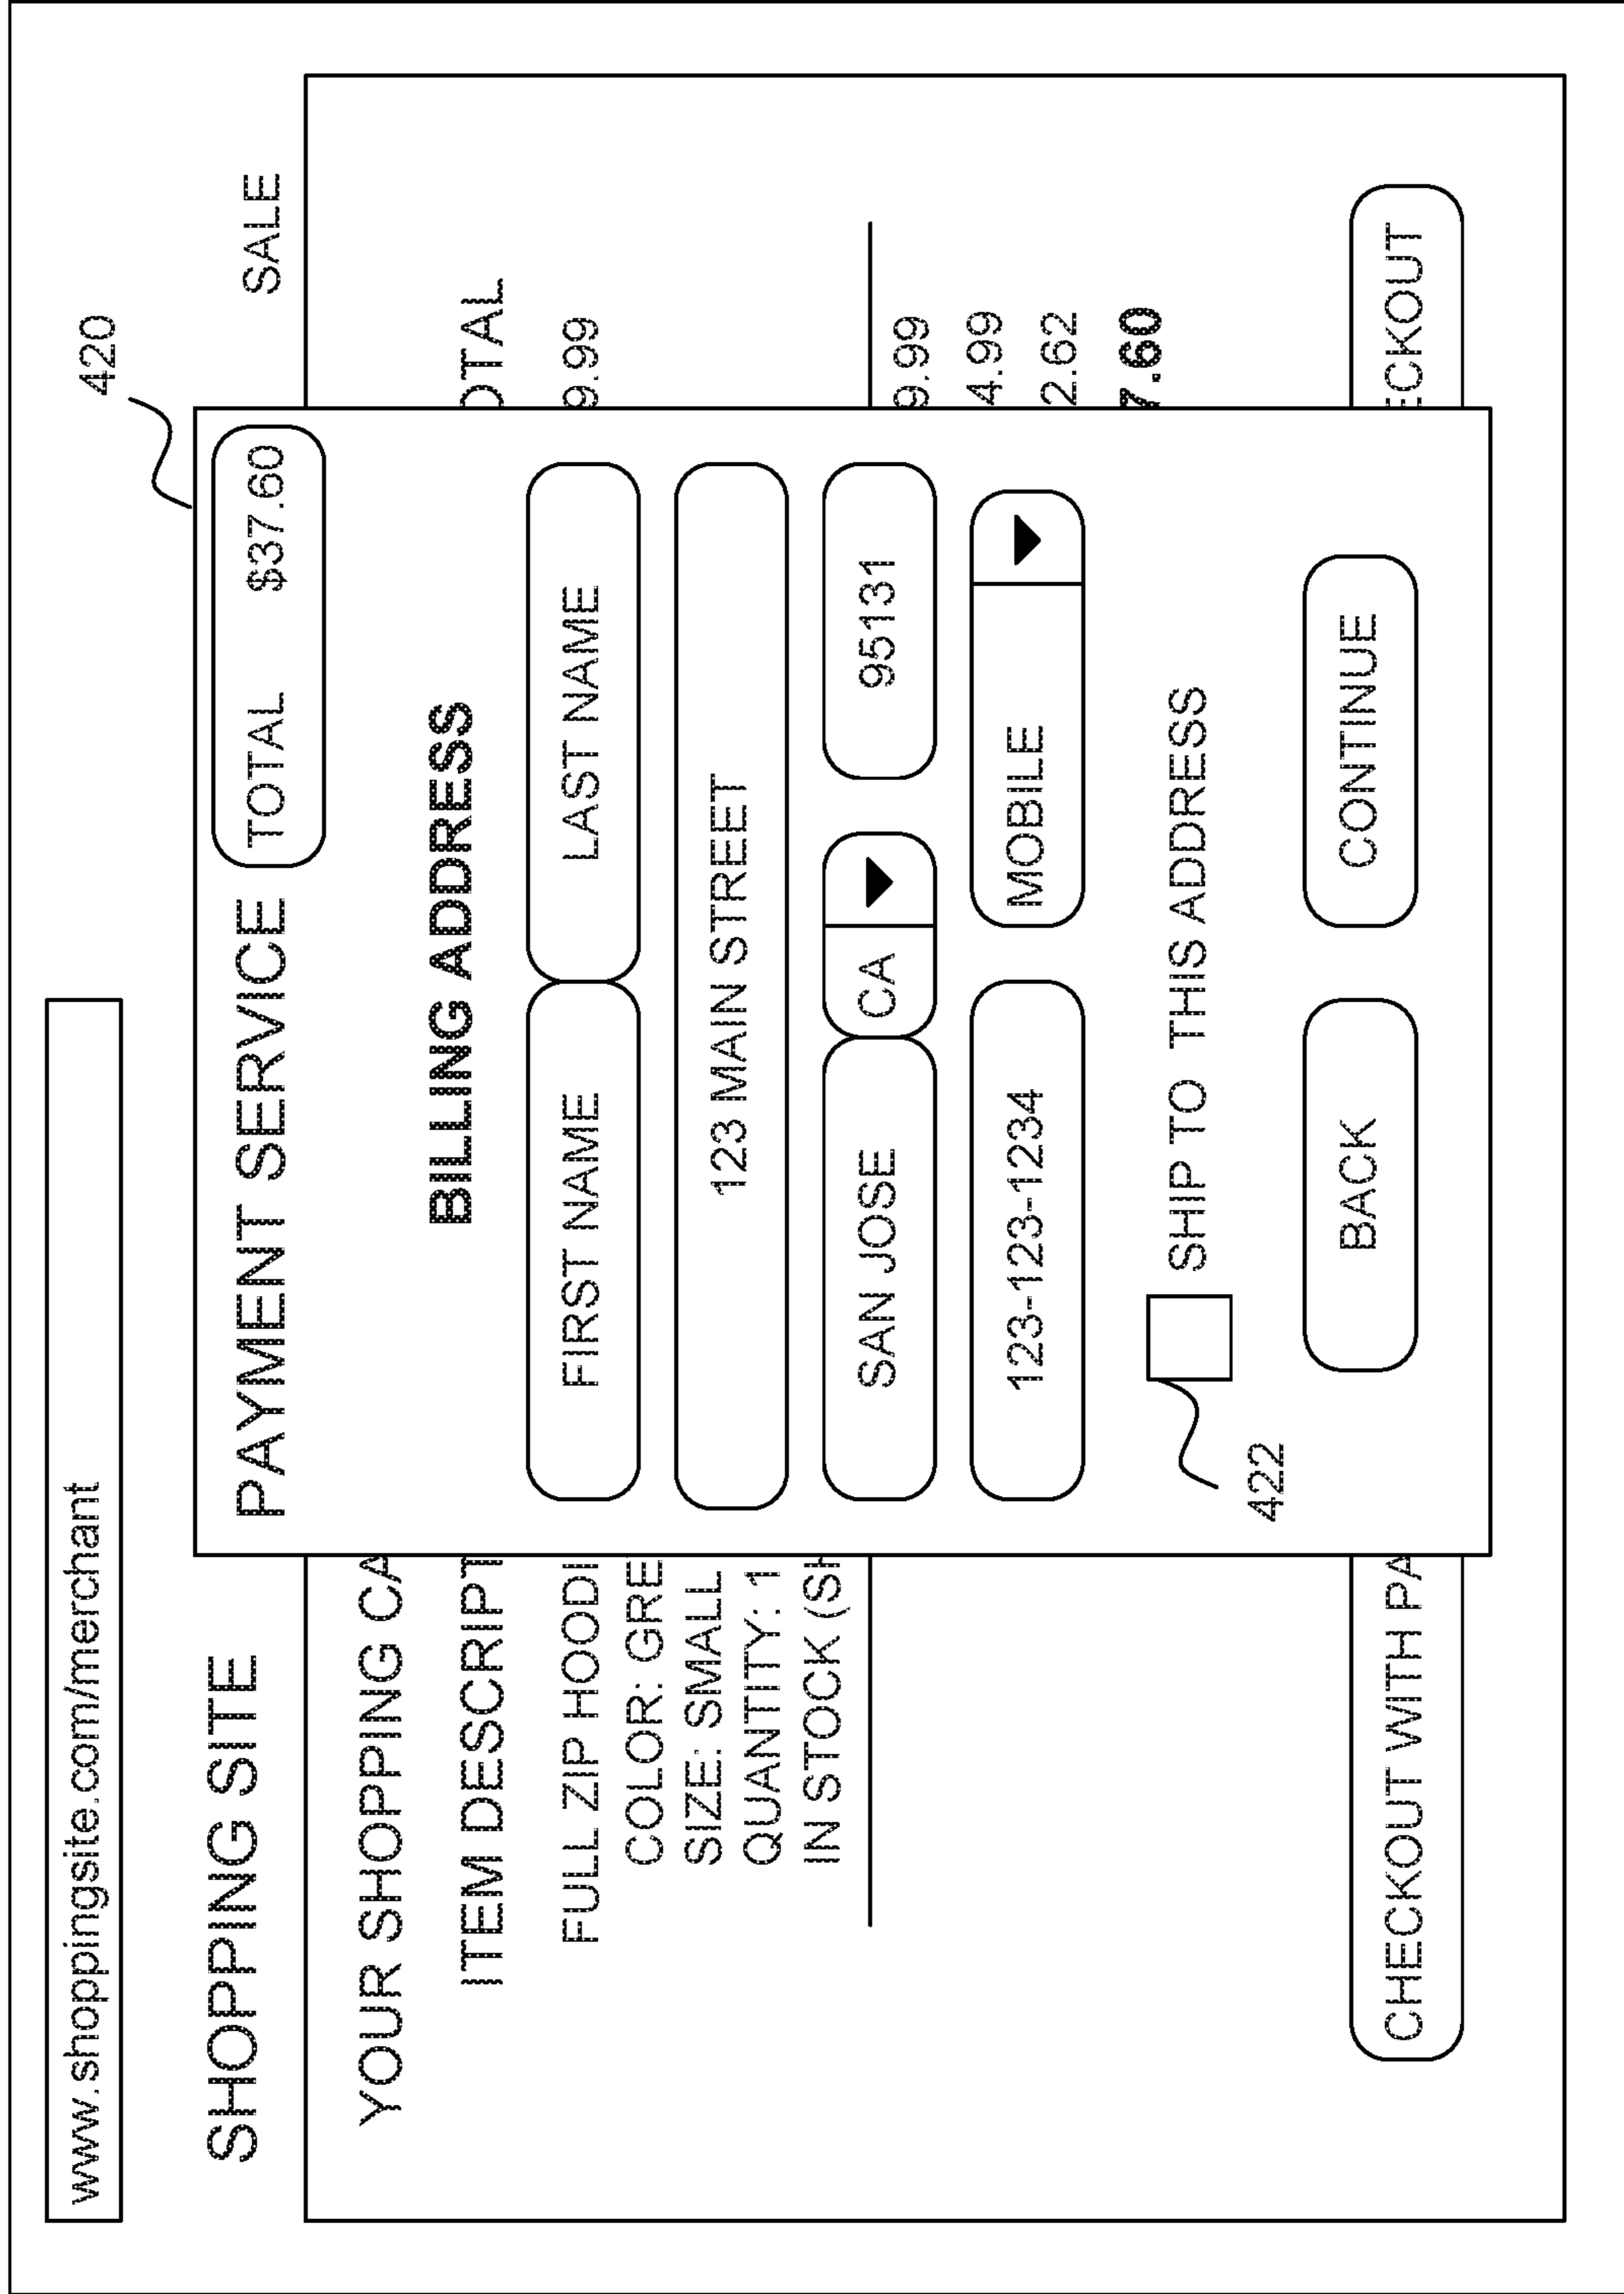 www.shoppingsite.com/merchant
420
SHOPPING SITE
SALE
PAYMENT SERVICE TOTAL $37.60
YOUR SHOPPING CA
BILLING ADDRESS
ITEM DESCRIPT
OTAL
FIRST NAME LAST NAME
FULL ZIP HOODI
9.99
COLOR: GRE
SIZE: SMALL
123 MAIN STREET
QUANTITY: 1
IN STOCK (SH
SAN JOSE CA 95131
9.99
4.99
123-123-1234 MOBILE
2.62
7.60
SHIP TO THIS ADDRESS
422
BACK CONTINUE
CHECKOUT WITH PA
ECKOUT